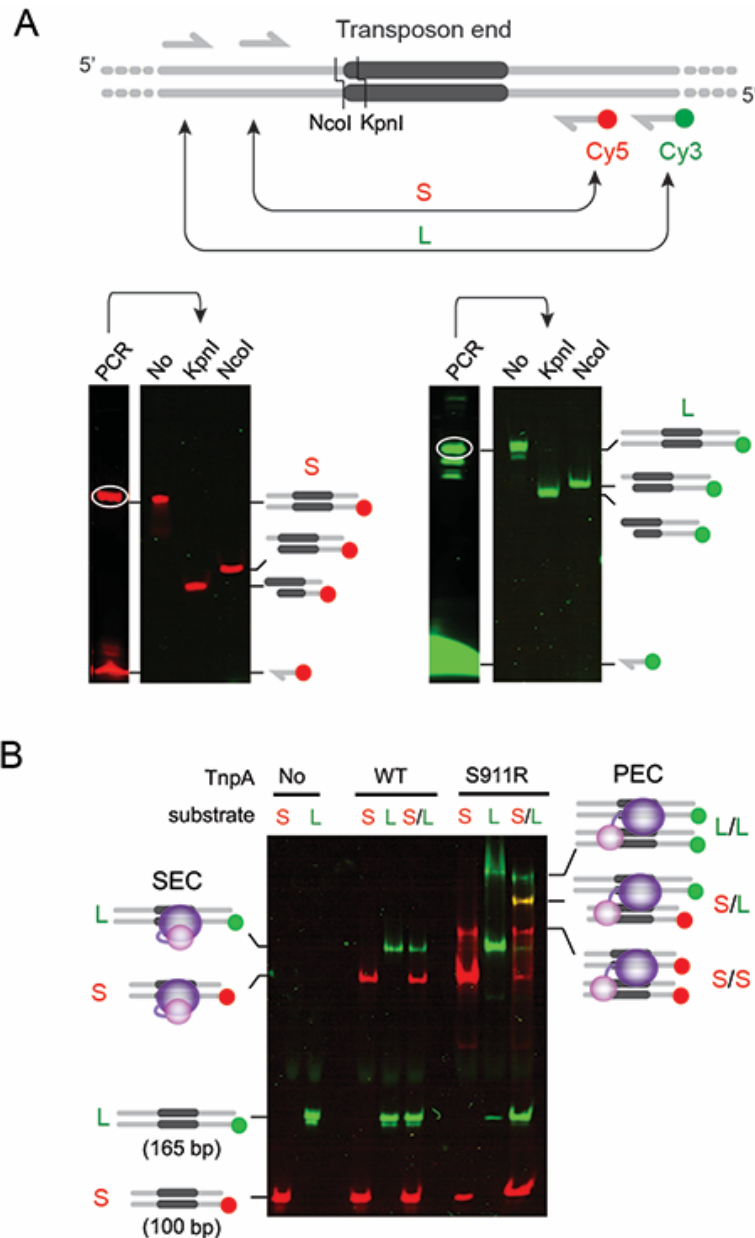 A
Transposon end
5'
5'
NcoI KpnI
Cy5 Cy3
S
L
PCR No KpnI NcoI
PCR No KpnI NcoI
S
L
B
TnpA No WT S911R PEC
substrate S L S L S/L S L S/L
L/L
SEC
L
S/L
S
S/S
L
(165 bp)
S
(100 bp)